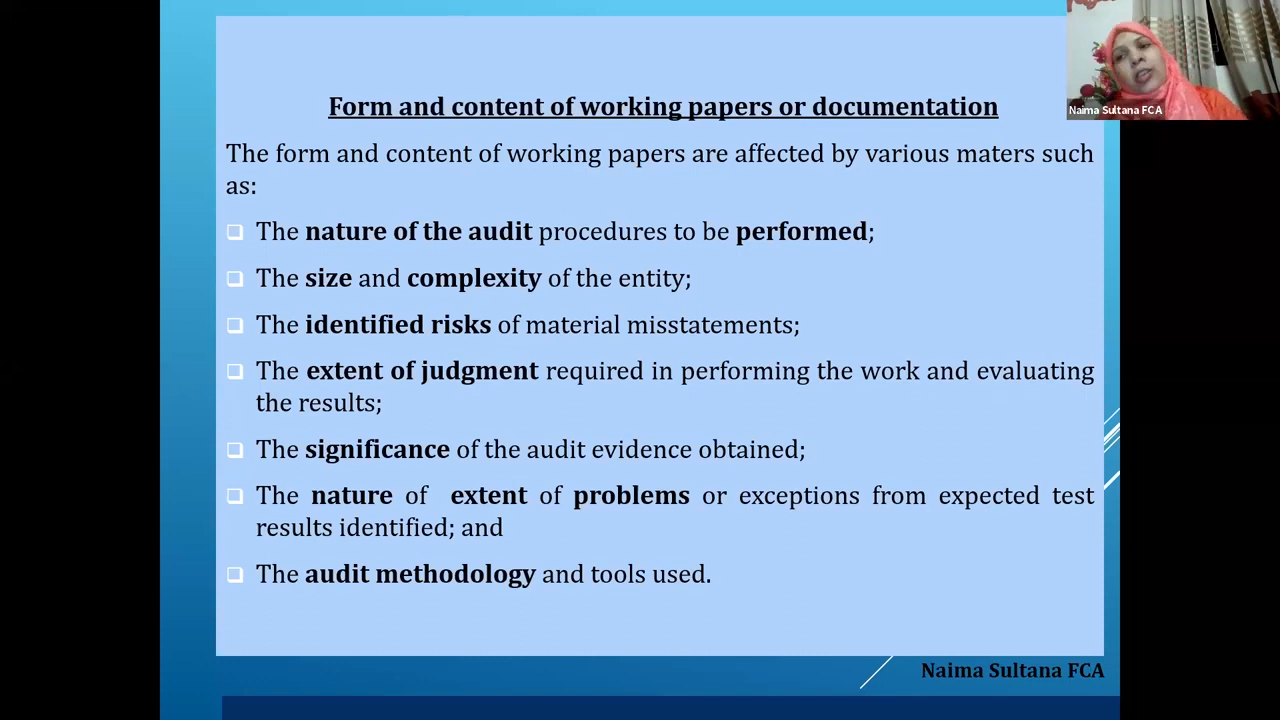 Naima Sultana FCA
Form and content of working papers or documentation
The form and content of working papers are affected by various maters such
as:
The nature of the audit procedures to be performed;
The size and complexity of the entity;
The identified risks of material misstatements;
The extent of judgment required in performing the work and evaluating
the results;
The significance of the audit evidence obtained;
The nature of extent of problems or exceptions from expected test
results identified; and
The audit methodology and tools used.
Naima Sultana FCA